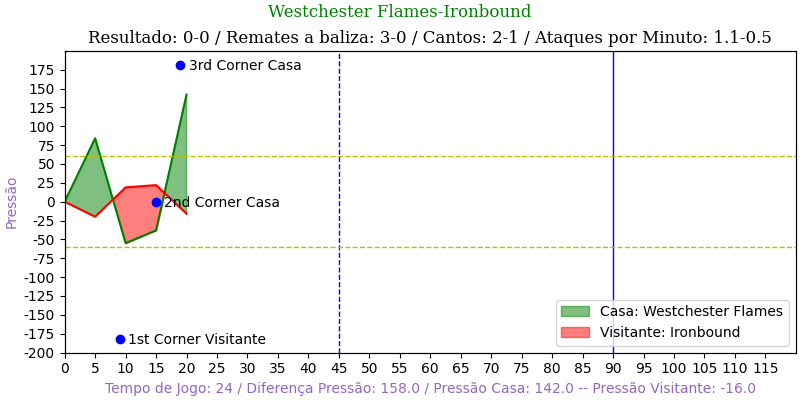 Westchester Flames-Ironbound
Resultado: 0-0 / Remates a baliza: 3-0 / Cantos: 2-1 / Ataques por Minuto: 1.1-0.5
Pressão
175
150
125
100
75
50
25
0
-25
-50
-75
-100
-125
-150
-175
-200
3rd Corner Casa
2nd Corner Casa
1st Corner Visitante
Casa: Westchester Flames
Visitante: Ironbound
0 5 10 15 20 25 30 35 40 45 50 55 60 65 70 75 80 85 90 95 100 105 110 115
Tempo de Jogo: 24 / Diferença Pressão: 158.0 / Pressão Casa: 142.0 -- Pressão Visitante: -16.0